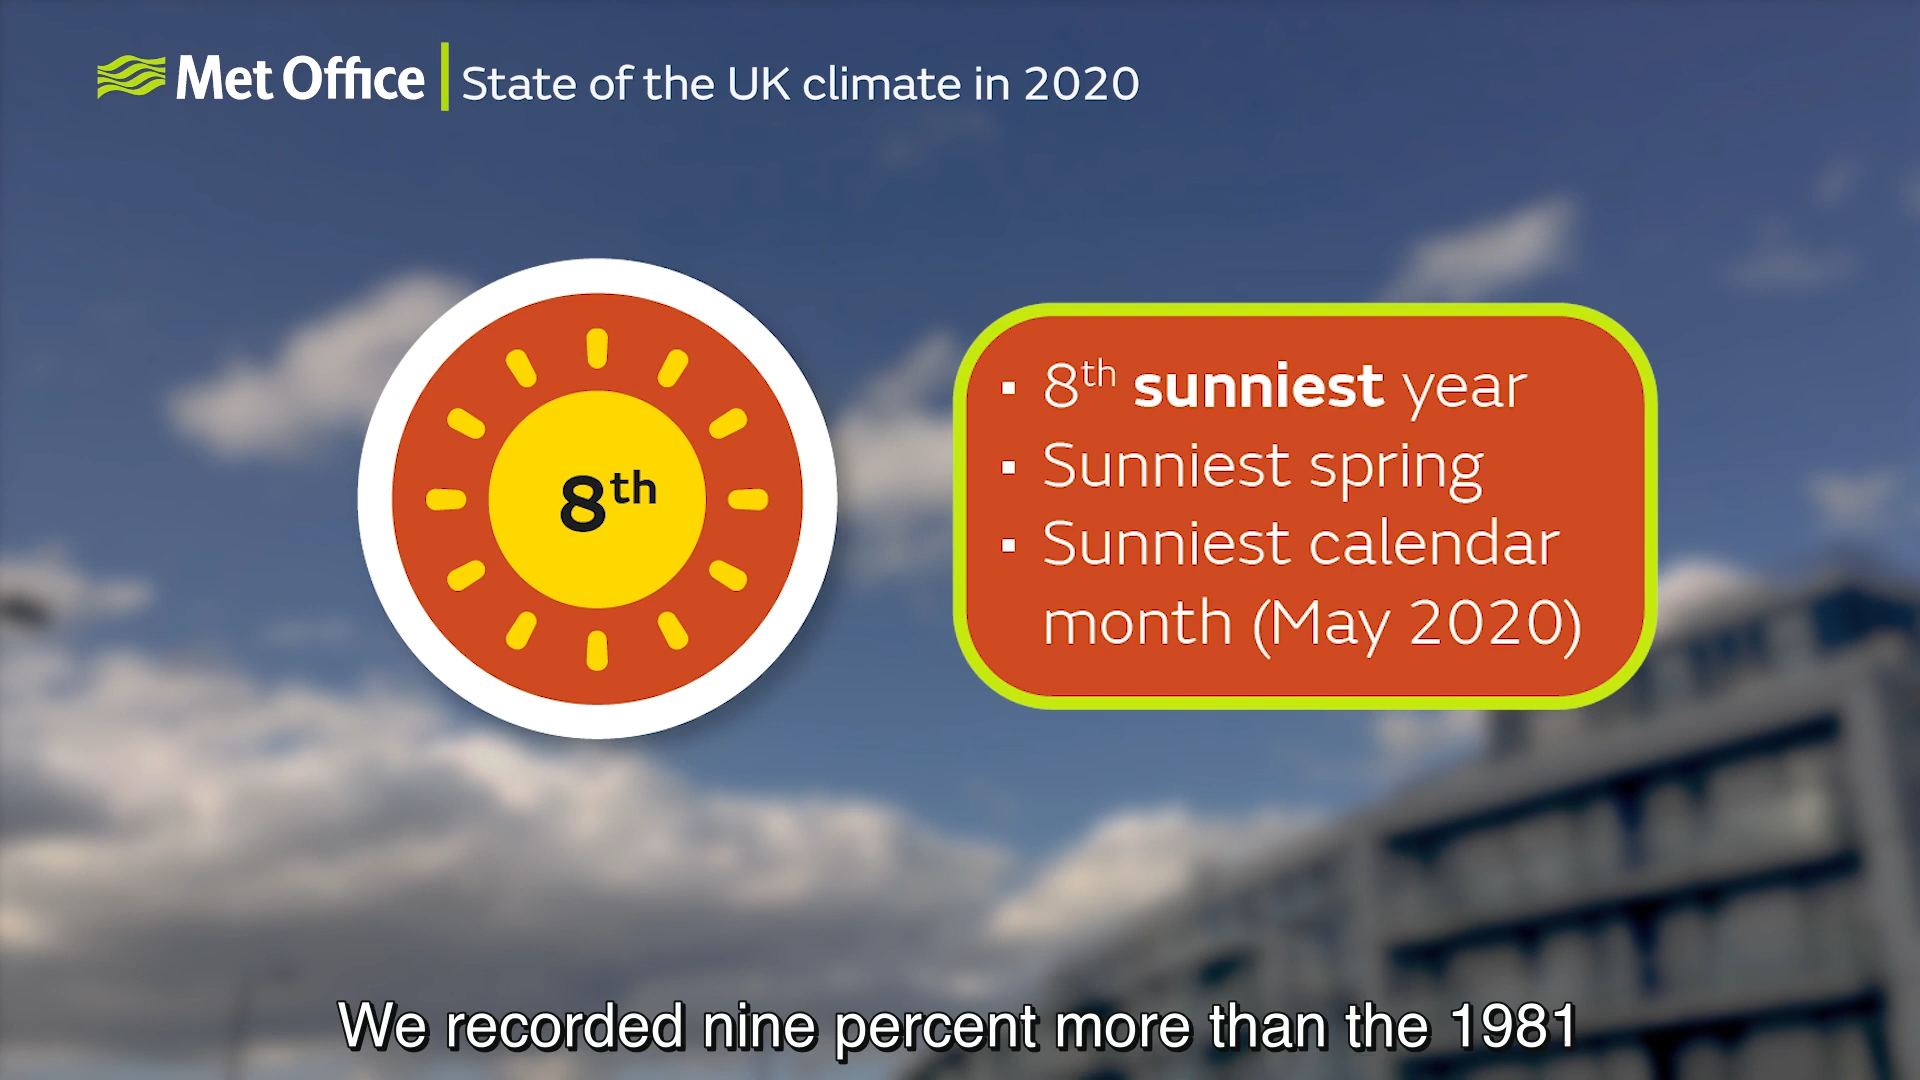 Met Office State of the UK climate in 2020
8th
▪ 8th sunniest year
▪ Sunniest spring
▪ Sunniest calendar
month (May 2020)
We recorded nine percent more than the 1981